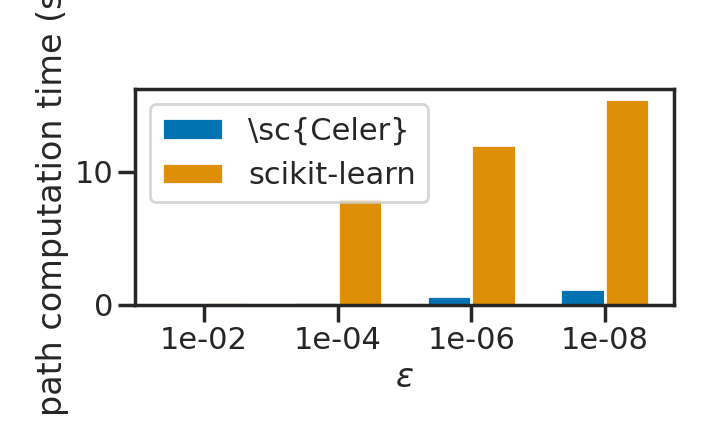 path computation time (s
\sc{Celer}
scikit-learn
10
0
1e-02
1e-04
1e-06
1e-08
ε